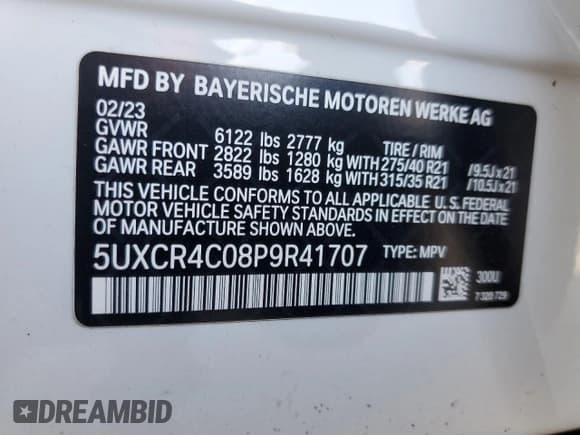 MFD BY BAYERISCHE MOTOREN WERKE AG
02/23
GVWR 6122 lbs 2777 kg TIRE / RIM
GAWR FRONT 2822 lbs 1280 kg WITH 275/40 R21 /9.5J x 21
GAWR REAR 3589 lbs 1628 kg WITH 315/35 R21 /10.5J x 21
THIS VEHICLE CONFORMS TO ALL APPLICABLE U. S. FEDERAL
MOTOR VEHICLE SAFETY AND THEFT PREVENTION STANDARDS
IN EFFECT ON THE DATE OF MANUFACTURE SHOWN ABOVE.
5UXCR4C08P9R41707 TYPE: MPV
300U
DREAMBID